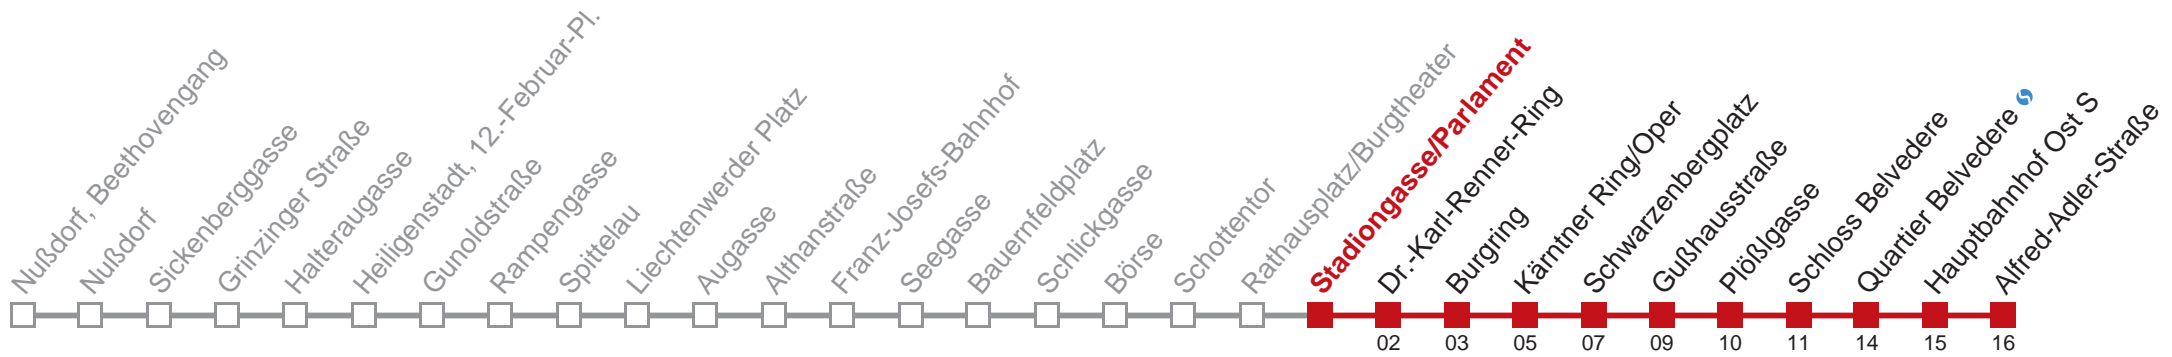 Nußdorf, Beethovengang
Nußdorf
Sickenberggasse
Grinzinger Straße
Halteraugasse
Heiligenstadt, 12.-Februar-Pl.
Gunoldstraße
Rampengasse
Spittelau
Liechtenwerder Platz
Augasse
Althanstraße
Franz-Josefs-Bahnhof
Seegasse
Bauernfeldplatz
Schlickgasse
Börse
Schottentor
Rathausplatz/Burgtheater
Stadiongasse/Parlament
Dr.-Karl-Renner-Ring
Burgring
Kärntner Ring/Oper
Schwarzenbergplatz
Gußhausstraße
Plößlgasse
Schloss Belvedere
Quartier Belvedere
Hauptbahnhof Ost S
Alfred-Adler-Straße
02 03 05 07 09 10 11 14 15 16